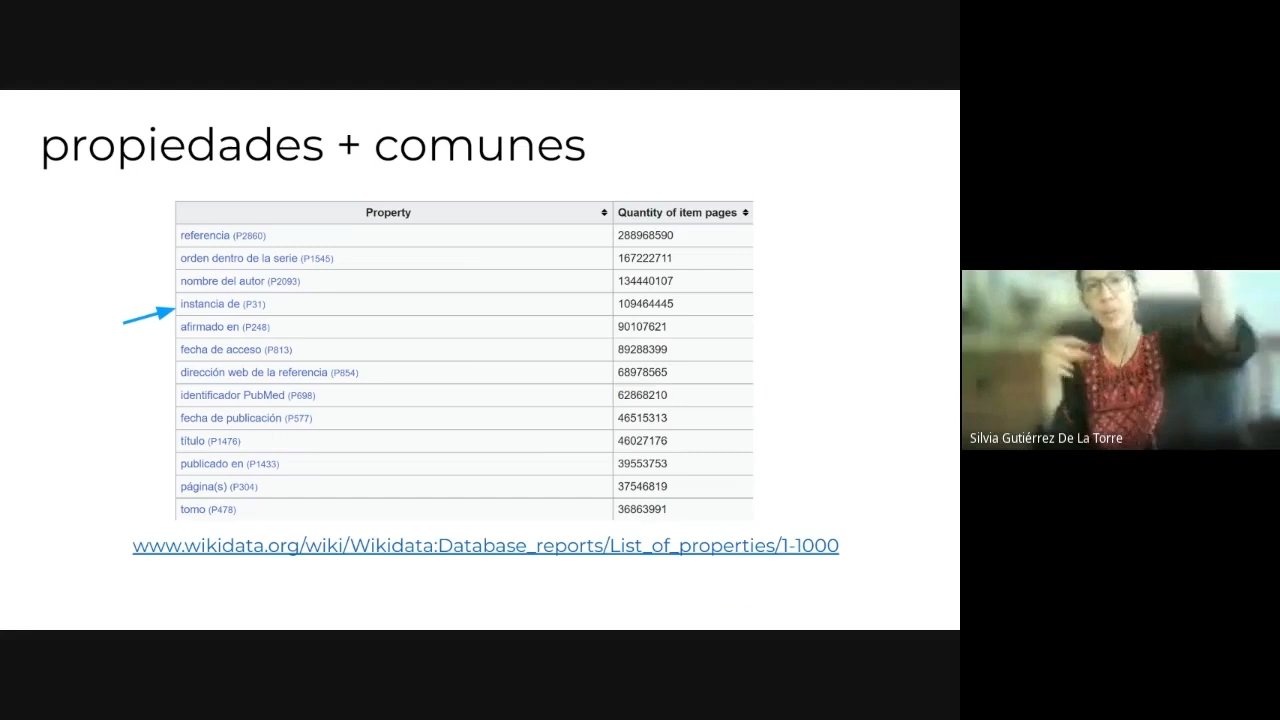 propiedades + comunes
Property Quantity of item pages
referencia (P2860) 288968590
orden dentro de la serie (P1545) 167222711
nombre del autor (P2093) 134440107
instancia de (P31) 109464445
afirmado en (P248) 90107621
fecha de acceso (P813) 89288399
dirección web de la referencia (P854) 68978565
identificador PubMed (P698) 62868210
fecha de publicación (P577) 46515313
título (P1476) 46027176
publicado en (P1433) 39553753
página(s) (P304) 37546819
tomo (P478) 36863991
www.wikidata.org/wiki/Wikidata:Database_reports/List_of_properties/1-1000
Silvia Gutiérrez De La Torre